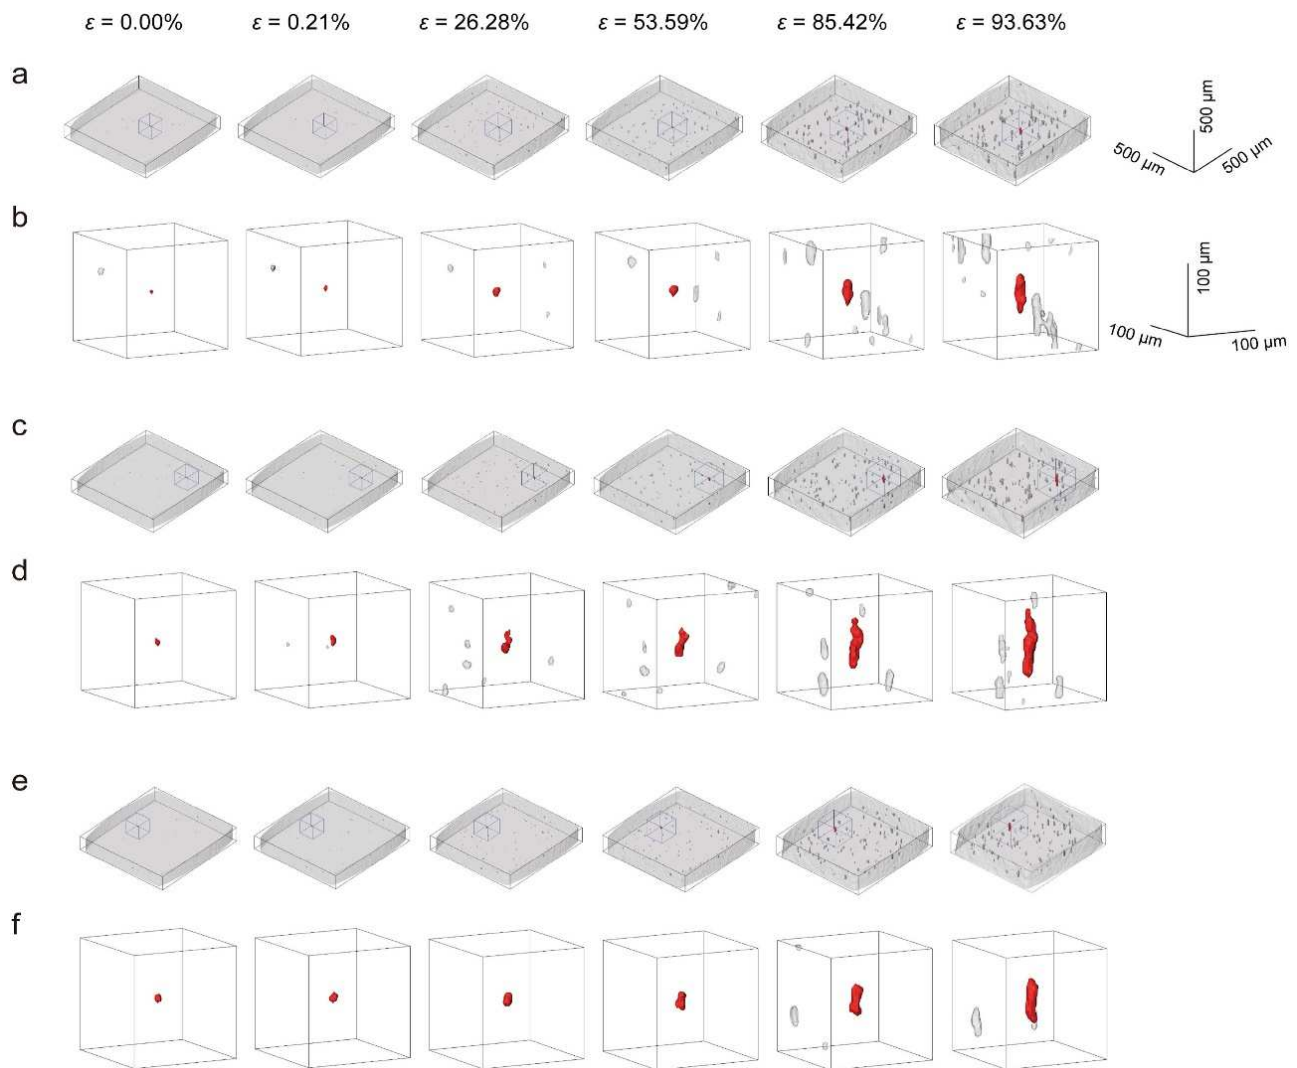 ε = 0.00% ε = 0.21% ε = 26.28% ε = 53.59% ε = 85.42% ε = 93.63%
a
500 μm 500 μm 500 μm
b
100 μm 100 μm 100 μm
c
d
e
f